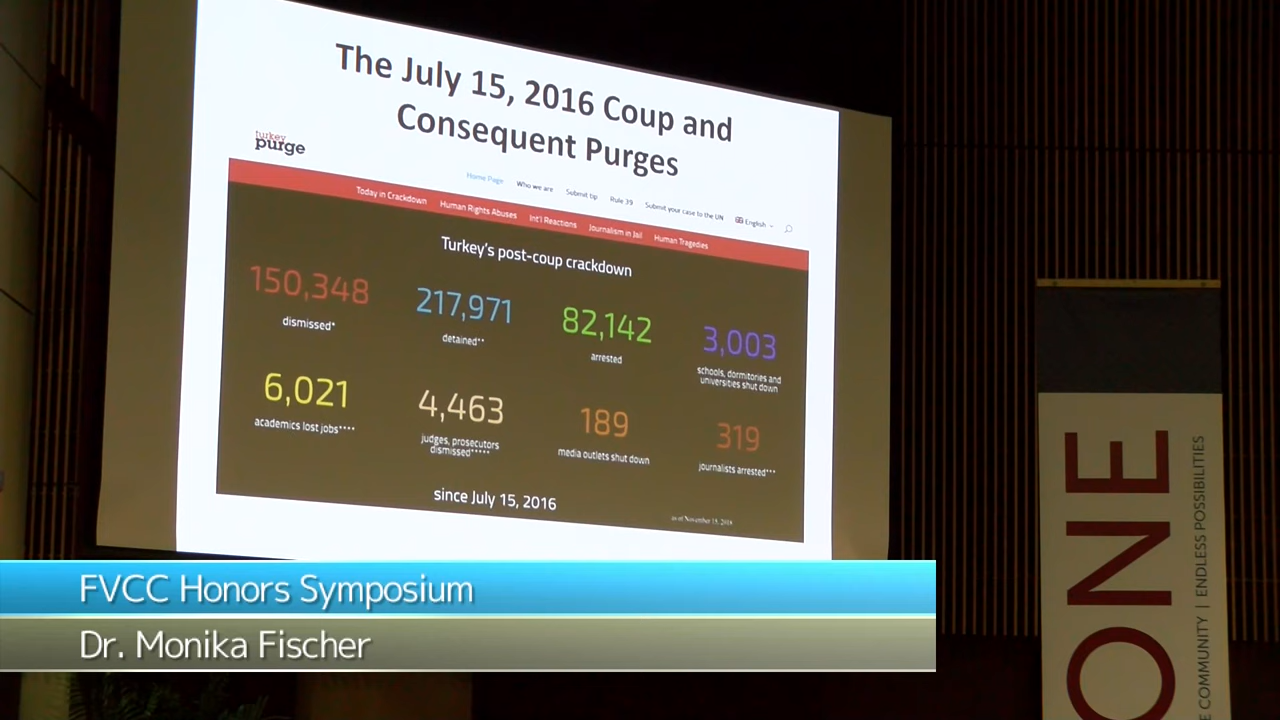 The July 15, 2016 Coup and
Consequent Purges
turkey
purge
Home Page Who we are Submit tip Rule 39 Submit your case to the UN English
Today in Crackdown Human Rights Abuses Int'l Reactions Journalism in Jail Human Tragedies
Turkey's post-coup crackdown
150,348 217,971 82,142 3,003
dismissed* detained** arrested schools, dormitories and
universities shut down
6,021 4,463 189 319
academics lost jobs**** judges, prosecutors
dismissed***** media outlets shut down journalists arrested***
since July 15, 2016
as of November 15, 2018
FVCC Honors Symposium
Dr. Monika Fischer
ONE
COMMUNITY | ENDLESS POSSIBILITIES